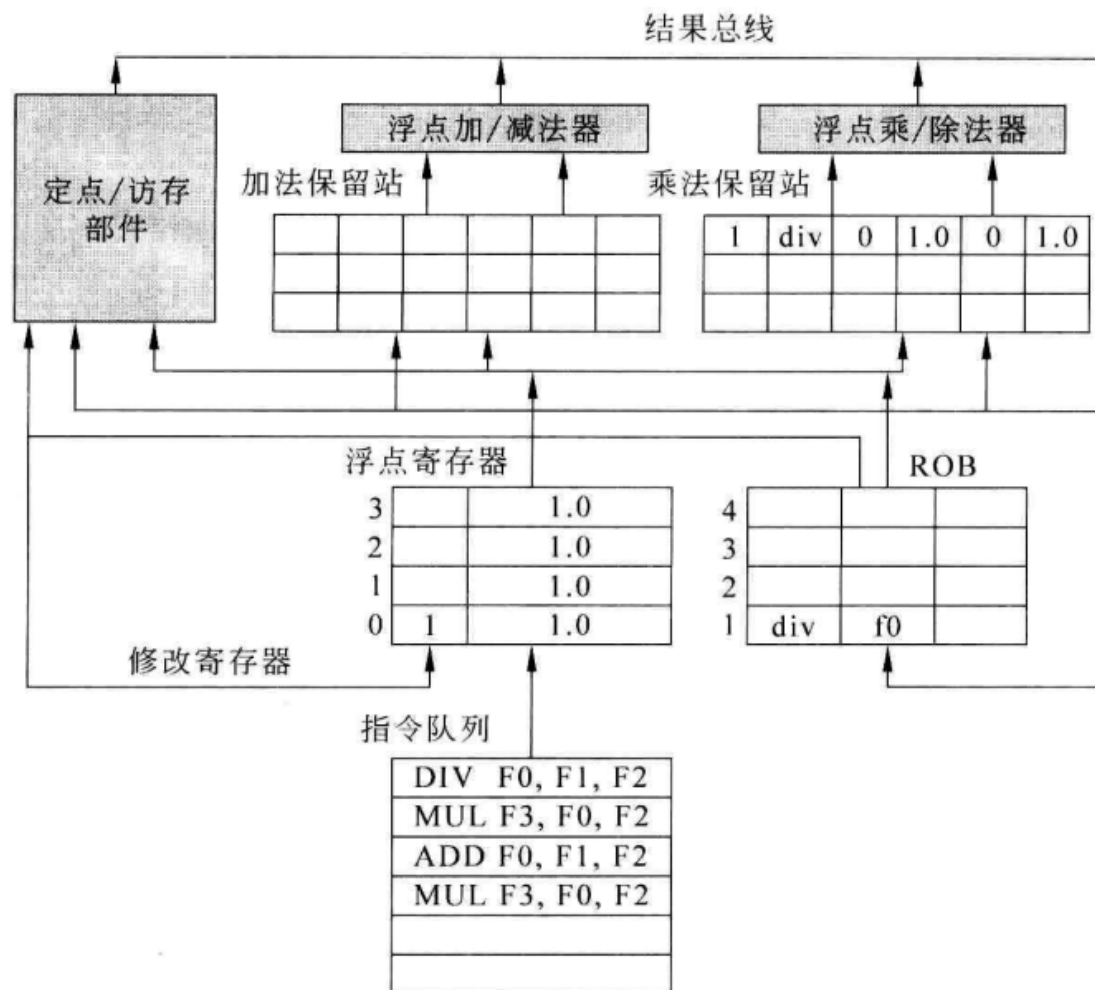 结果总线
浮点加/减法器
浮点乘/除法器
定点/访存
部件
加法保留站
乘法保留站
1 div 0 1.0 0 1.0
浮点寄存器
ROB
3 1.0
2 1.0
1 1.0
0 1 1.0
4
3
2
1 div f0
修改寄存器
指令队列
DIV F0, F1, F2
MUL F3, F0, F2
ADD F0, F1, F2
MUL F3, F0, F2